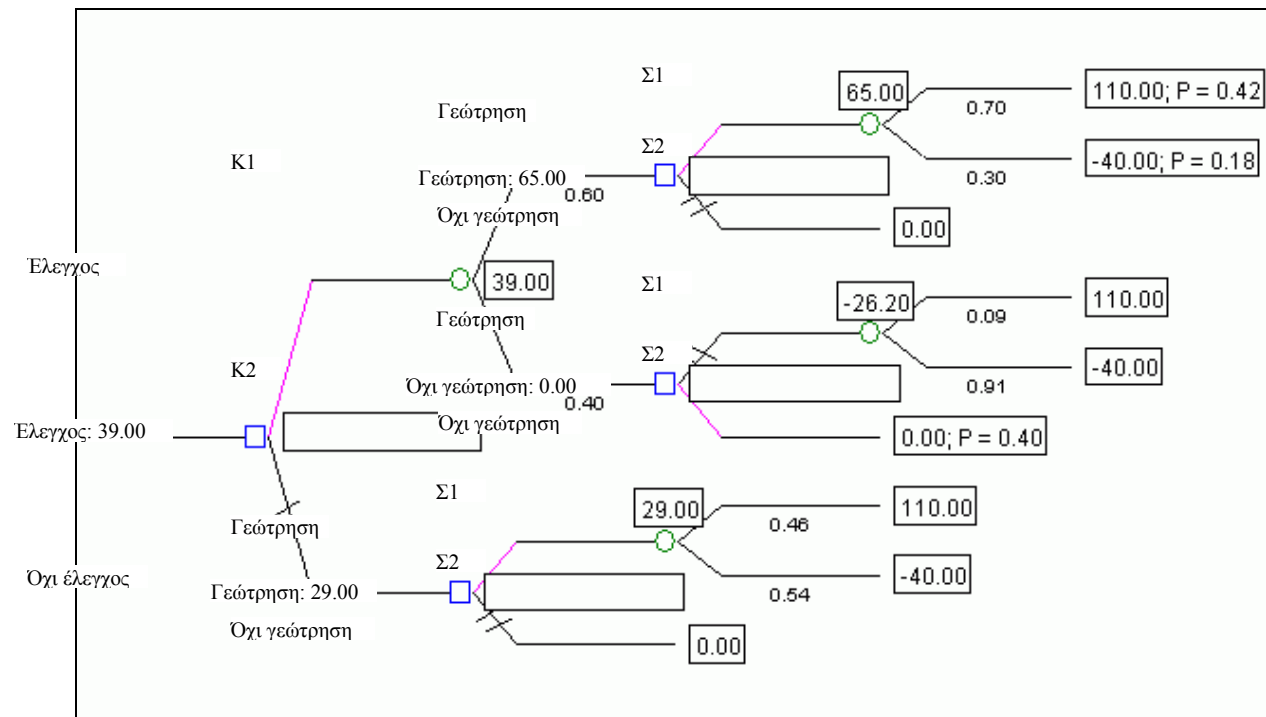 Σ1
65.00
110.00; P = 0.42
0.70
Γεώτρηση
Σ2
Κ1
-40.00; P = 0.18
Γεώτρηση: 65.00
0.60
0.30
Όχι γεώτρηση
0.00
Έλεγχος
39.00
Σ1
-26.20
110.00
0.09
Γεώτρηση
Σ2
Κ2
-40.00
Όχι γεώτρηση: 0.00
0.40
0.91
Όχι γεώτρηση
Έλεγχος: 39.00
0.00; P = 0.40
Σ1
29.00
110.00
0.46
Γεώτρηση
Σ2
Όχι έλεγχος
-40.00
Γεώτρηση: 29.00
0.54
Όχι γεώτρηση
0.00